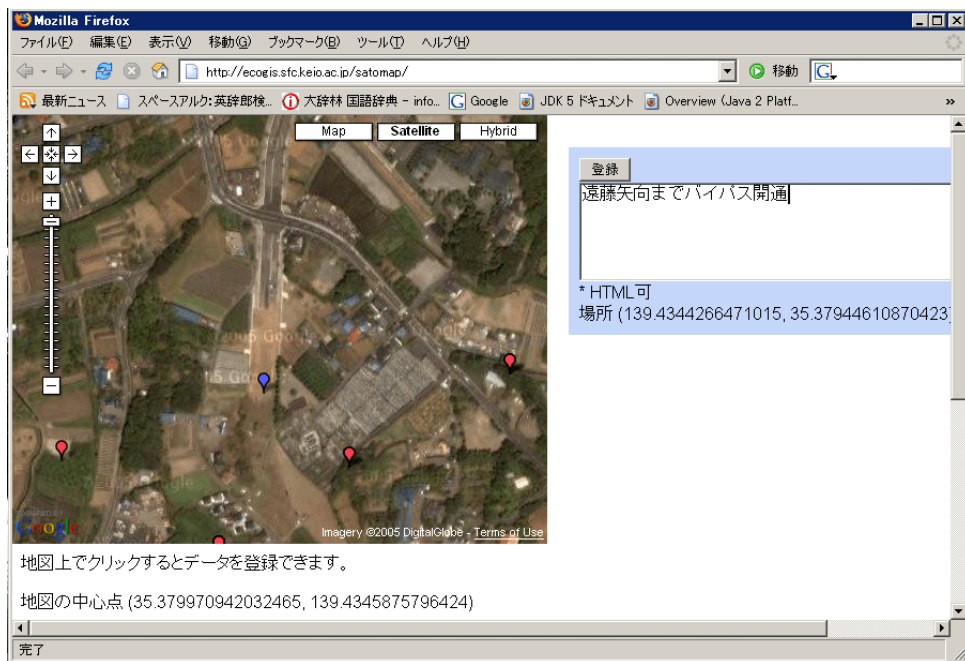 Mozilla Firefox
ファイル(F) 編集(E) 表示(V) 移動(G) ブックマーク(B) ツール(T) ヘルプ(H)
http://ecogis.sfc.keio.ac.jp/satomap/ 移動
最新ニュース スペースアルク:英辞郎検... 大辞林 国語辞典 - info... Google JDK 5 ドキュメント Overview (Java 2 Platf... »
Map Satellite Hybrid
登録
遠藤矢向までバイパス開通
* HTML可
場所 (139.4344266471015, 35.37944610870423)
POWERED BY
Google
Imagery ©2005 DigitalGlobe - Terms of Use
地図上でクリックするとデータを登録できます。
地図の中心点 (35.379970942032465, 139.4345875796424)
完了